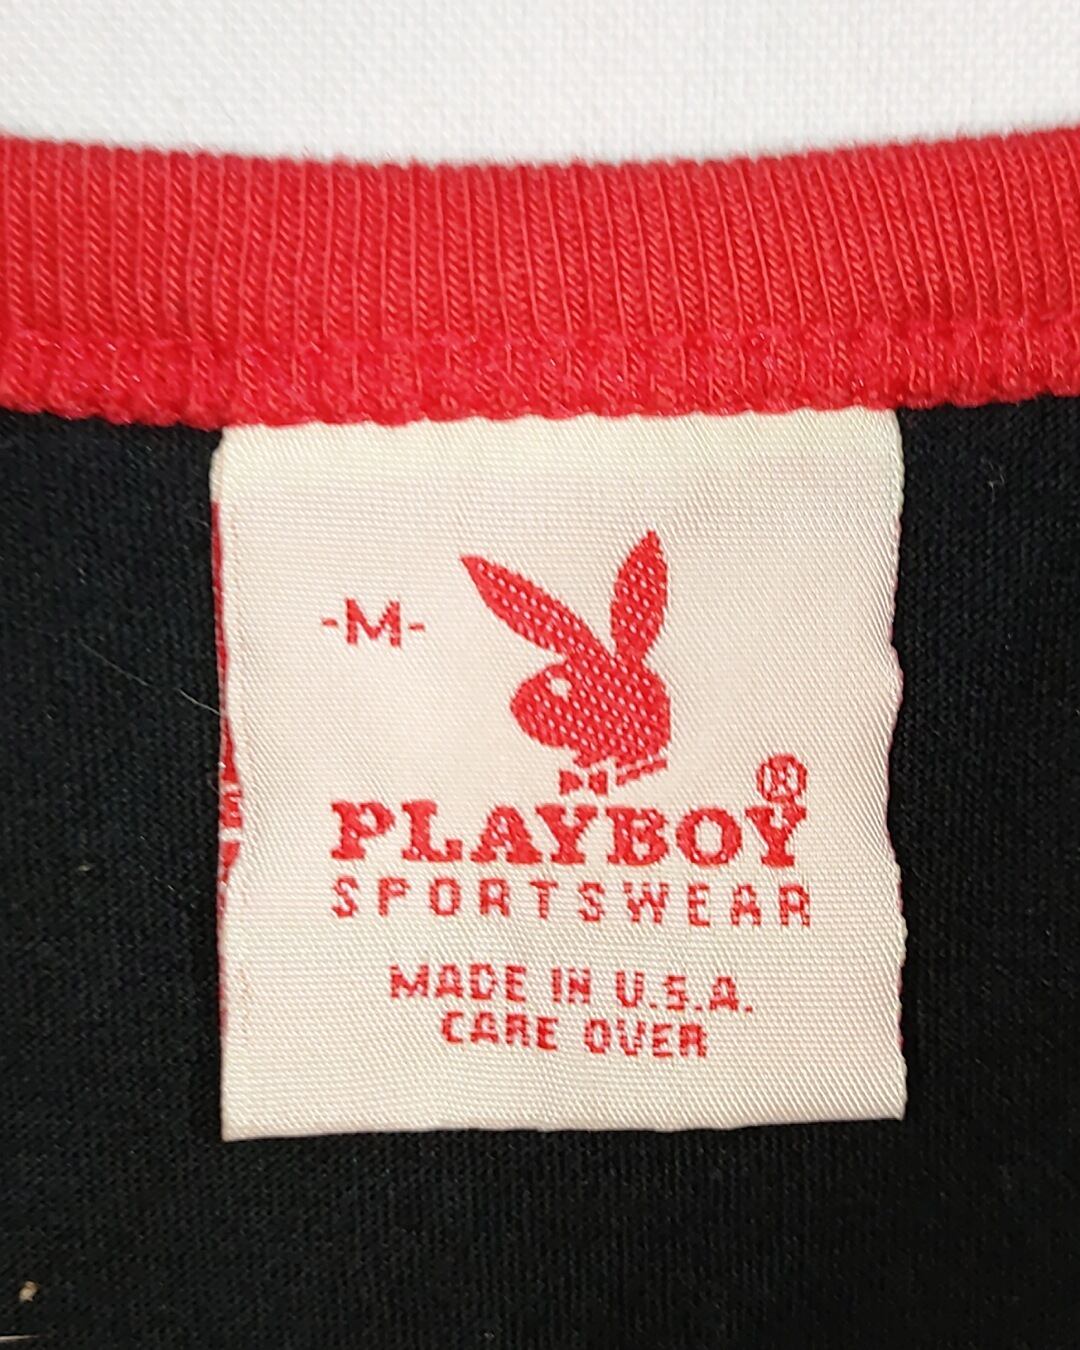 -M-
PLAYBOY®
SPORTSWEAR
MADE IN U.S.A.
CARE OVER